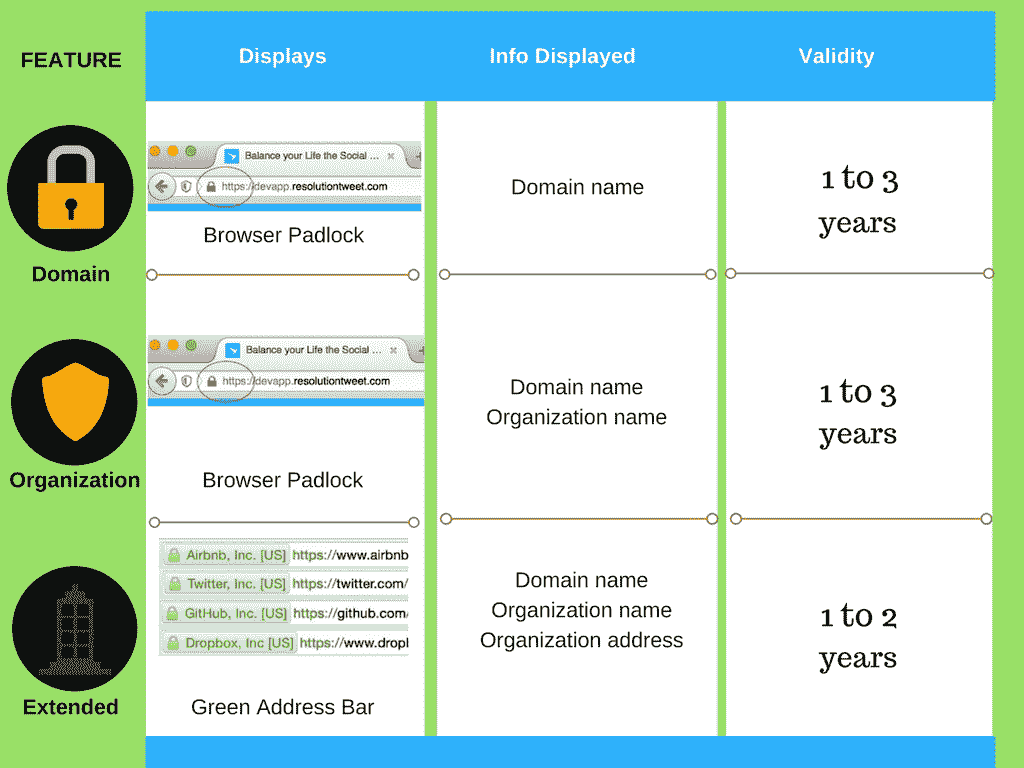 FEATURE
Displays
Info Displayed
Validity
Balance your Life the Social ...
https://devapp.resolutiontweet.com
Browser Padlock
Domain name
1 to 3
years
Domain
Balance your Life the Social ...
https://devapp.resolutiontweet.com
Browser Padlock
Domain name
Organization name
1 to 3
years
Organization
Airbnb, Inc. [US] https://www.airbnb
Twitter, Inc. [US] https://twitter.com/
GitHub, Inc. [US] https://github.com/
Dropbox, Inc [US] https://www.dropl
Green Address Bar
Domain name
Organization name
Organization address
1 to 2
years
Extended